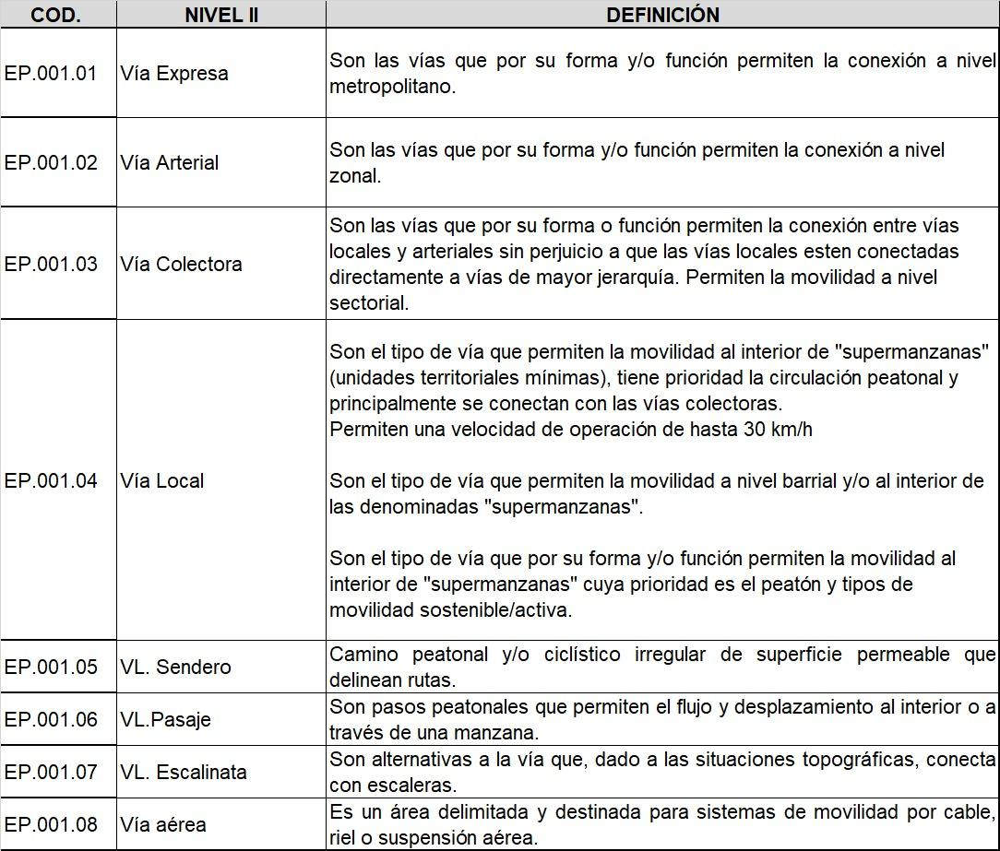 COD. NIVEL II DEFINICIÓN
Son las vías que por su forma y/o función permiten la conexión a nivel
EP.001.01 Vía Expresa
metropolitano.
Son las vías que por su forma y/o función permiten la conexión a nivel
EP.001.02 Vía Arterial
zonal.
Son las vías que por su forma o función permiten la conexión entre vías
locales y arteriales sin perjuicio a que las vías locales esten conectadas
EP.001.03 Vía Colectora
directamente a vías de mayor jerarquía. Permiten la movilidad a nivel
sectorial.
Son el tipo de vía que permiten la movilidad al interior de "supermanzanas"
(unidades territoriales mínimas), tiene prioridad la circulación peatonal y
principalmente se conectan con las vías colectoras.
Permiten una velocidad de operación de hasta 30 km/h
EP.001.04 Vía Local
Son el tipo de vía que permiten la movilidad a nivel barrial y/o al interior de
las denominadas "supermanzanas".
Son el tipo de vía que por su forma y/o función permiten la movilidad al
interior de "supermanzanas" cuya prioridad es el peatón y tipos de
movilidad sostenible/activa.
EP.001.05 VL. Sendero
Camino peatonal y/o ciclístico irregular de superficie permeable que
delinean rutas.
EP.001.06 VL.Pasaje
Son pasos peatonales que permiten el flujo y desplazamiento al interior o a
través de una manzana.
EP.001.07 VL. Escalinata
Son alternativas a la vía que, dado a las situaciones topográficas, conecta
con escaleras.
EP.001.08 Vía aérea
Es un área delimitada y destinada para sistemas de movilidad por cable,
riel o suspensión aérea.